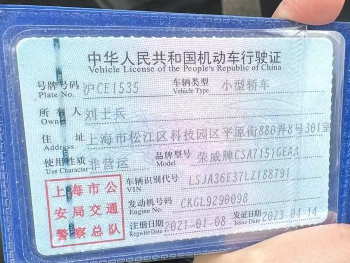 中华人民共和国机动车行驶证
Vehicle License of the People's Republic of China
号牌号码 沪CE1535 车辆类型 小型轿车
Plate No. Vehicle Type
所有人 刘士兵
Owner
住址 上海市松江区科技园区平原街880弄8号301室
Address
使用性质 非营运 品牌型号 荣威牌CSA7151GEAA
Use Character Model
车辆识别代号 LSJA36E37LZ188791
VIN
上海市公安局交通警察总队
发动机号码 CKGL9290098
Engine No.
注册日期 2021-01-08 发证日期 2023-04-14
Register Date Issue Date